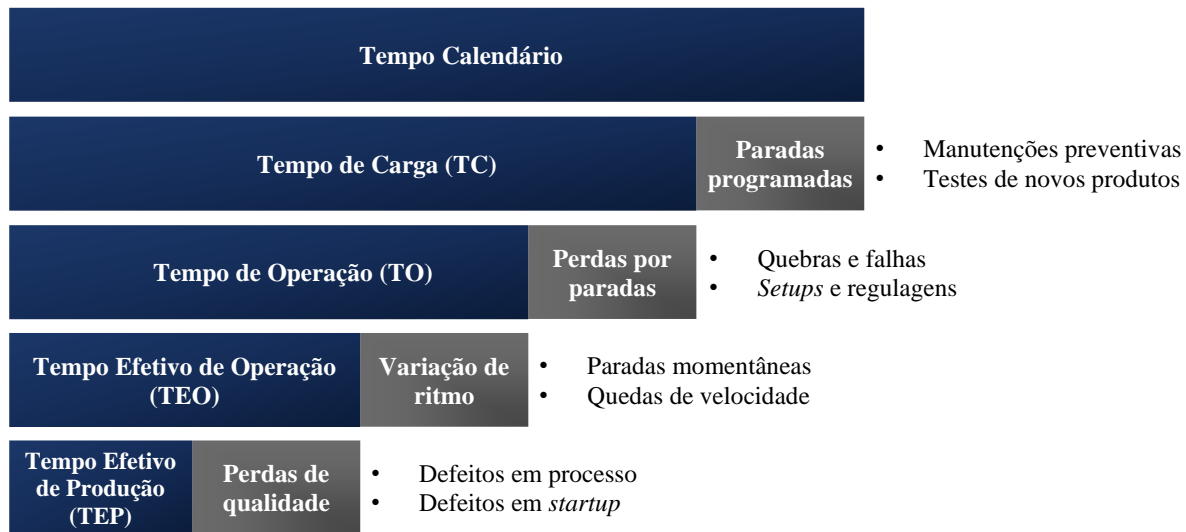 Tempo Calendário
Tempo de Carga (TC)
Paradas
programadas
• Manutenções preventivas
• Testes de novos produtos
Tempo de Operação (TO)
Perdas por
paradas
• Quebras e falhas
• Setups e regulagens
Tempo Efetivo de Operação
(TEO)
Variação de
ritmo
• Paradas momentâneas
• Quedas de velocidade
Tempo Efetivo
de Produção
(TEP)
Perdas de
qualidade
• Defeitos em processo
• Defeitos em startup